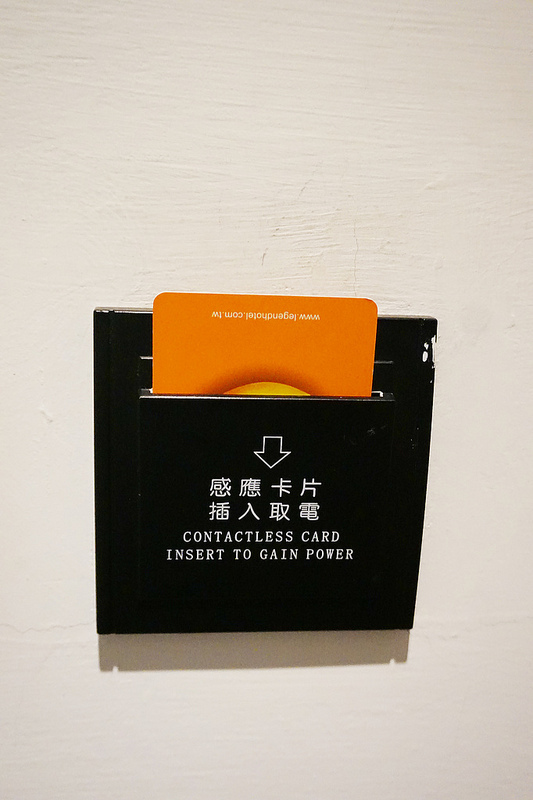 www.legendhotel.com.tw
感應卡片
插入取電
CONTACTLESS CARD
INSERT TO GAIN POWER